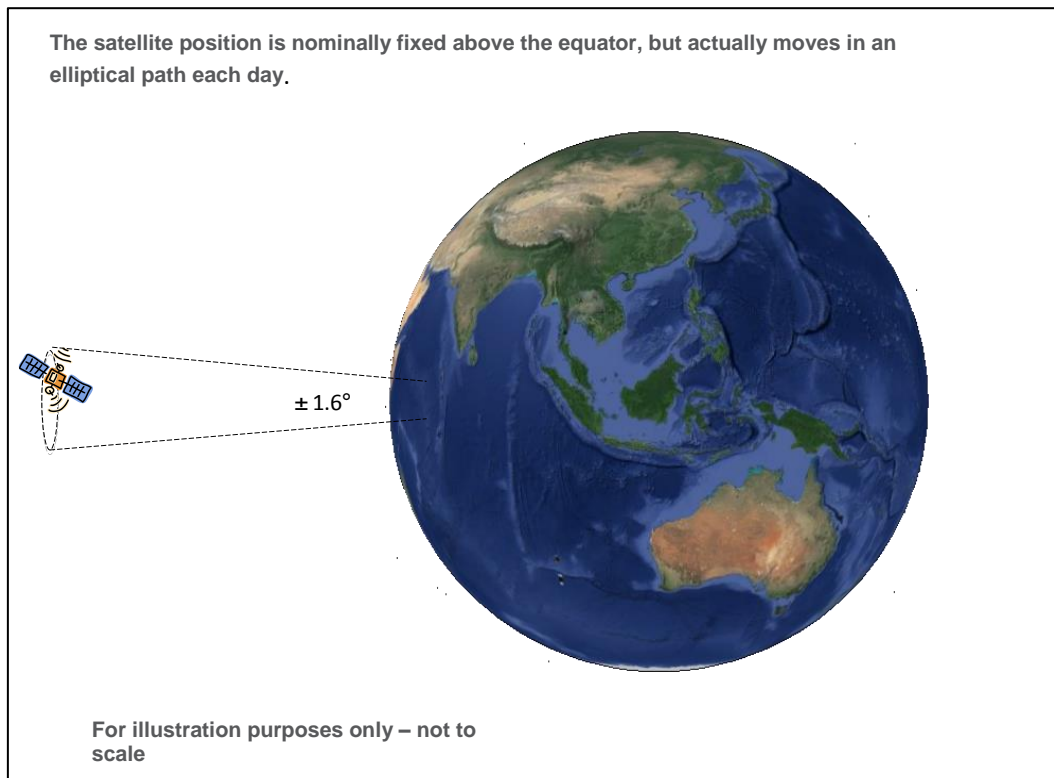 The satellite position is nominally fixed above the equator, but actually moves in an
elliptical path each day.
± 1.6°
For illustration purposes only – not to
scale